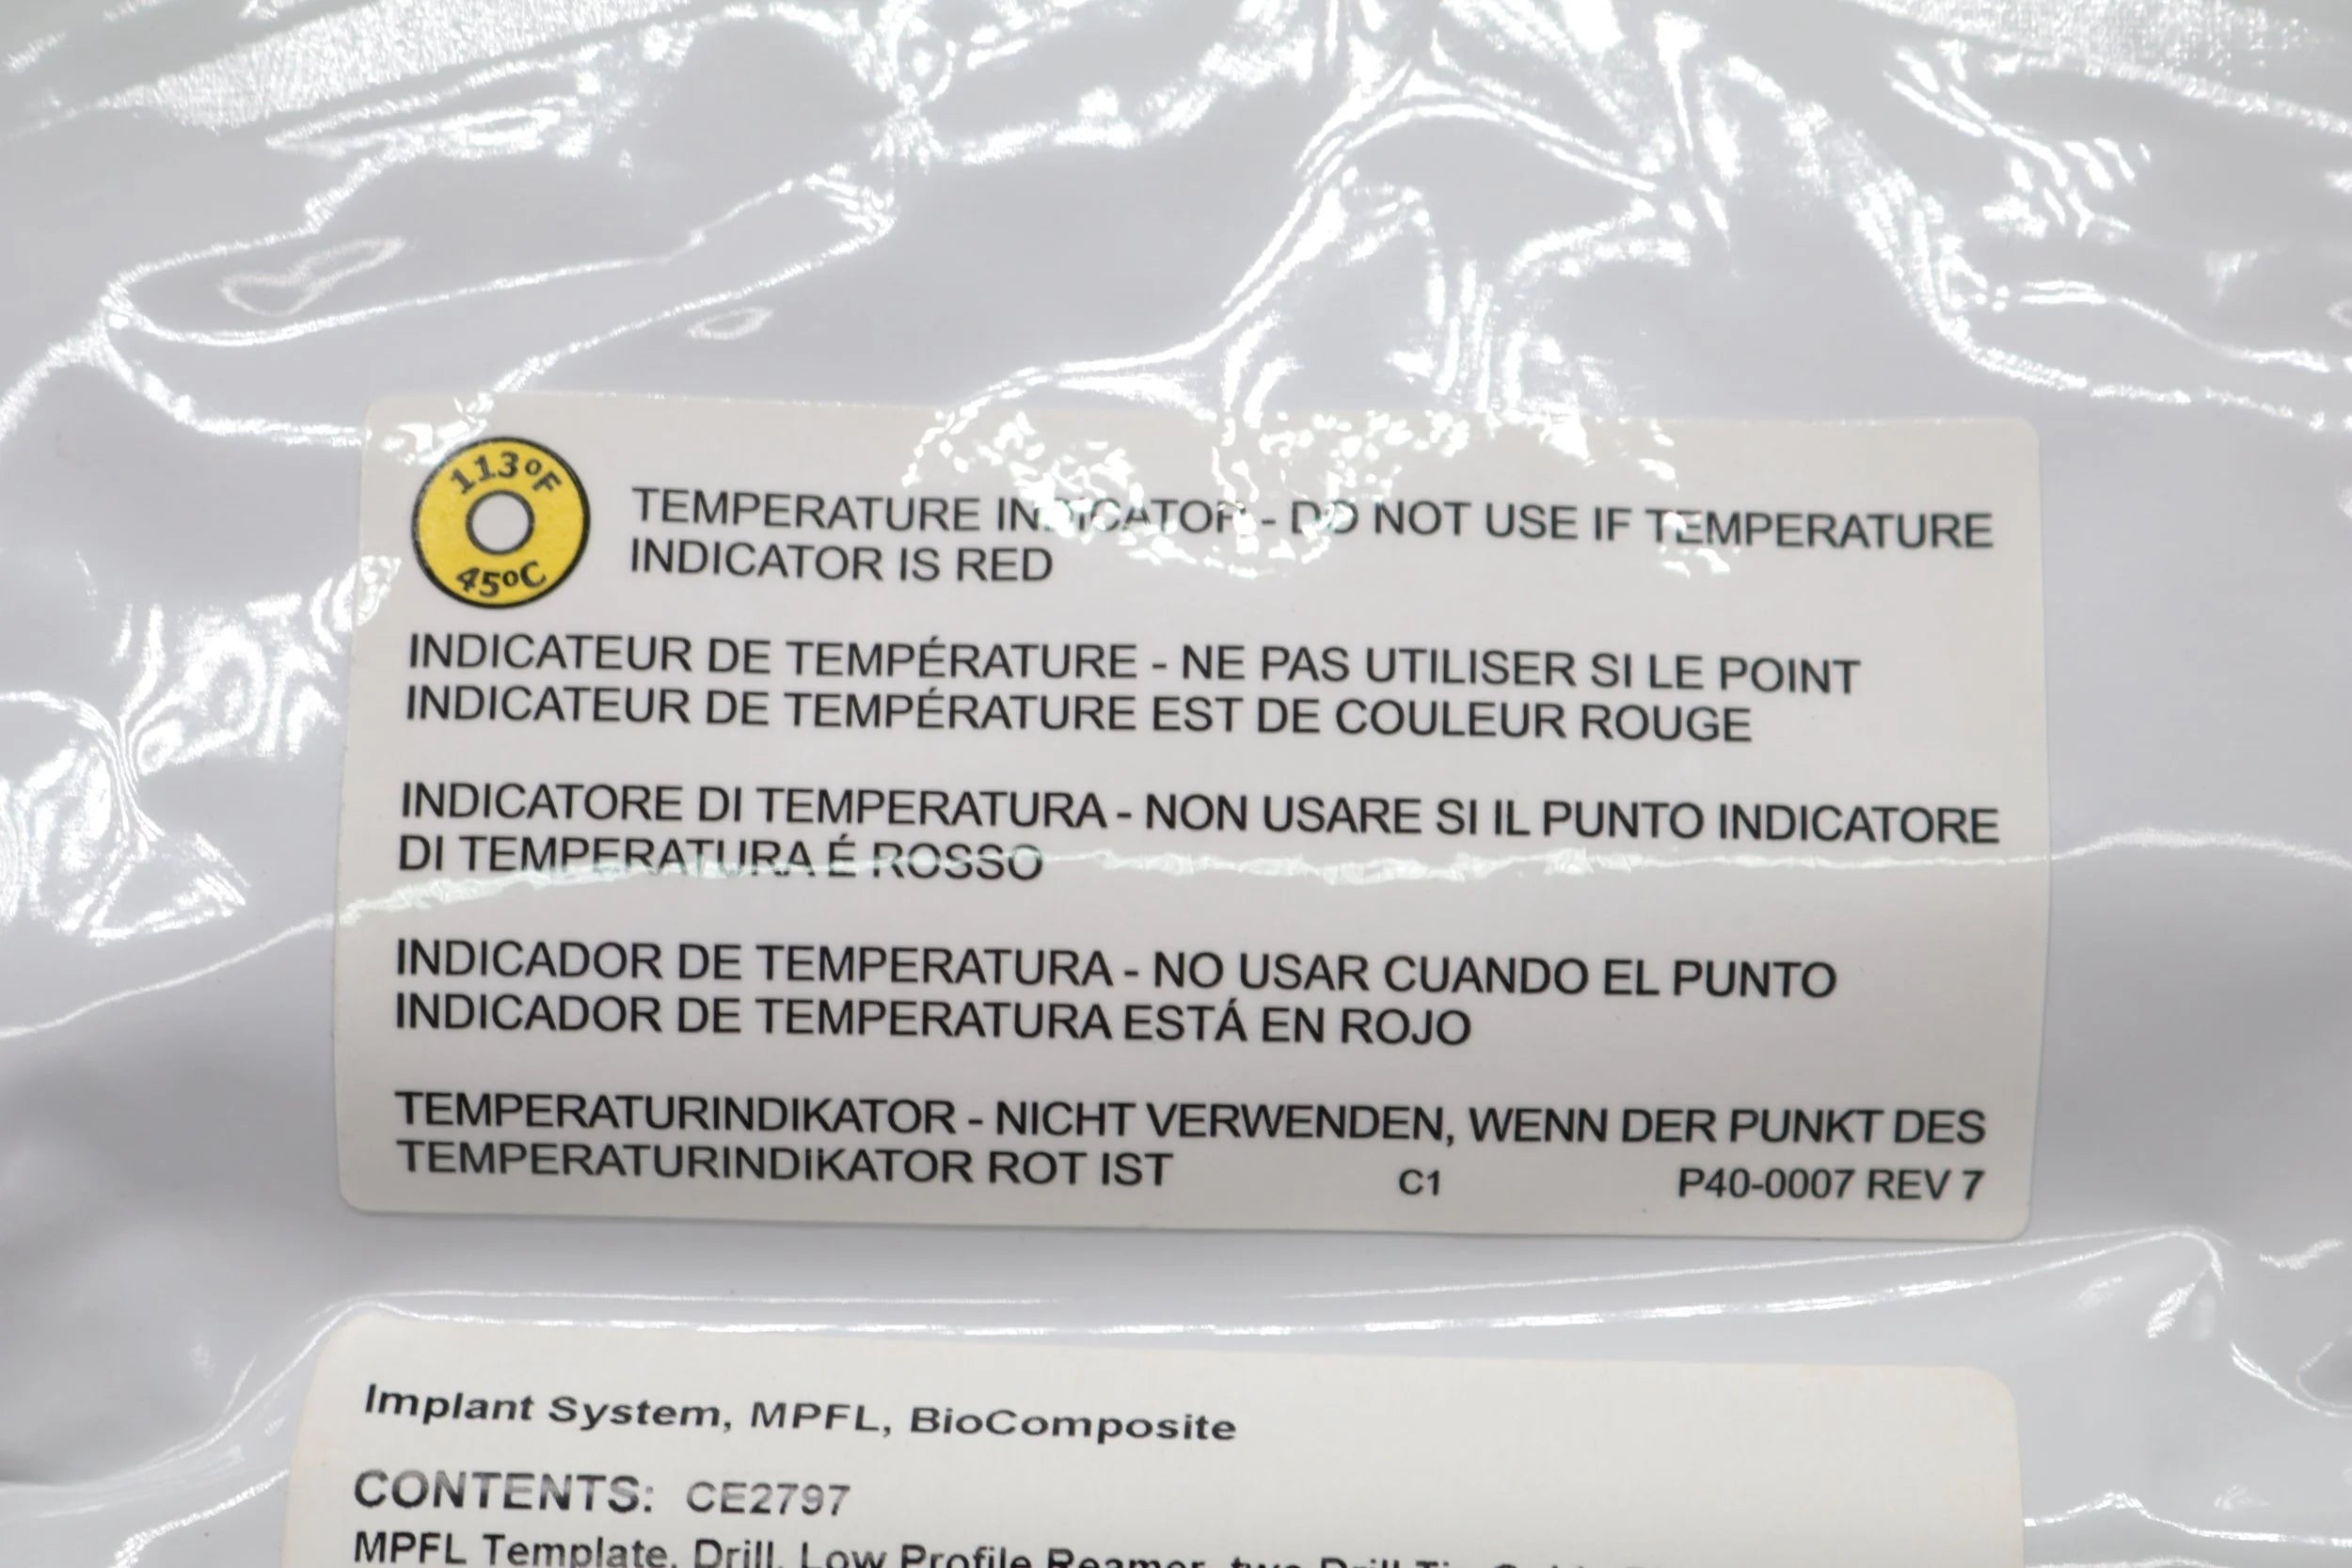 113ºF
45ºC
TEMPERATURE INDICATOR - DO NOT USE IF TEMPERATURE
INDICATOR IS RED
INDICATEUR DE TEMPÉRATURE - NE PAS UTILISER SI LE POINT
INDICATEUR DE TEMPÉRATURE EST DE COULEUR ROUGE
INDICATORE DI TEMPERATURA - NON USARE SI IL PUNTO INDICATORE
DI TEMPERATURA É ROSSO
INDICADOR DE TEMPERATURA - NO USAR CUANDO EL PUNTO
INDICADOR DE TEMPERATURA ESTÁ EN ROJO
TEMPERATURINDIKATOR - NICHT VERWENDEN, WENN DER PUNKT DES
TEMPERATURINDIKATOR ROT IST C1 P40-0007 REV 7
Implant System, MPFL, BioComposite
CONTENTS: CE2797
MPFL Template, Drill, Low Profile Reamer, two Drill